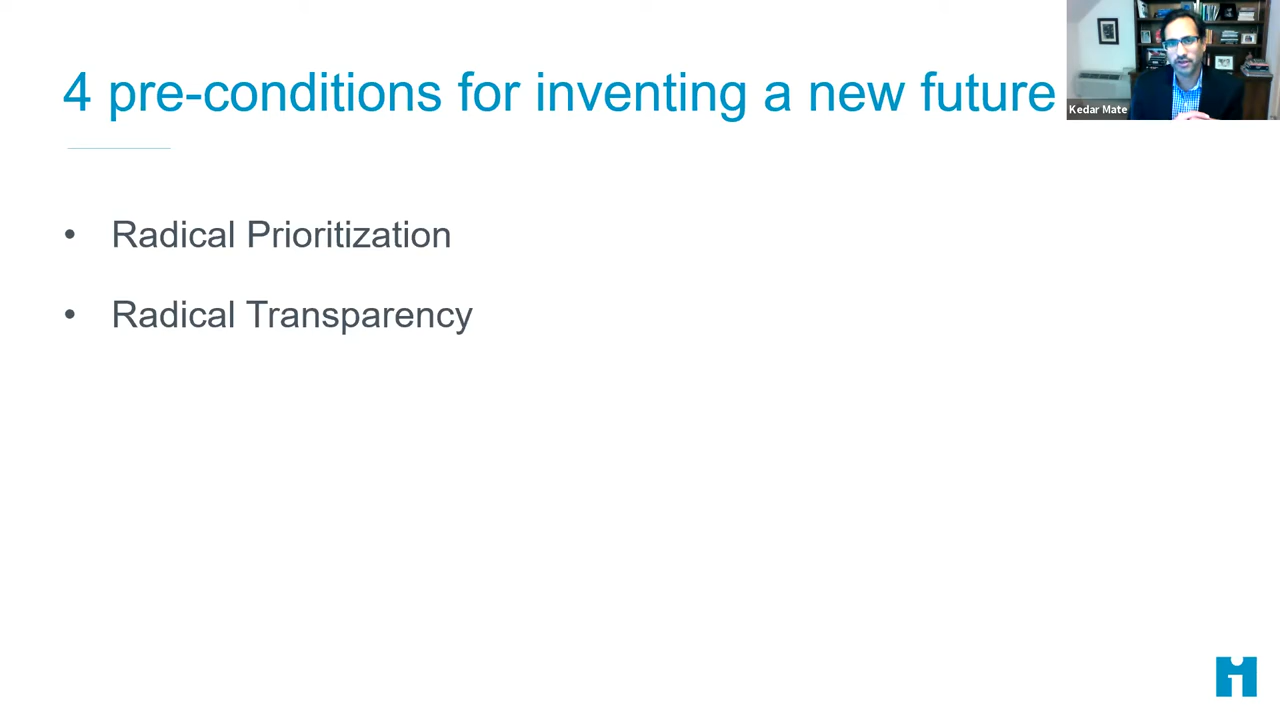 4 pre-conditions for inventing a new future
Kedar Mate
• Radical Prioritization
• Radical Transparency